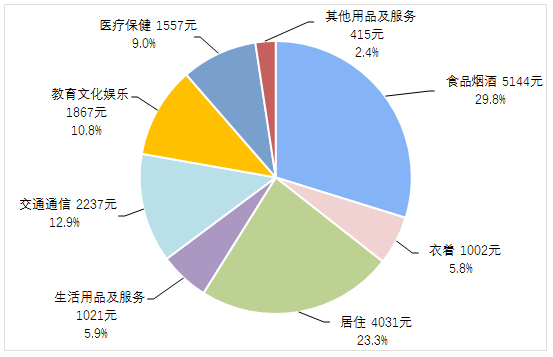 其他用品及服务
415元
2.4%
食品烟酒 5144元
29.8%
衣着 1002元
5.8%
居住 4031元
23.3%
生活用品及服务
1021元
5.9%
交通通信 2237元
12.9%
教育文化娱乐
1867元
10.8%
医疗保健 1557元
9.0%